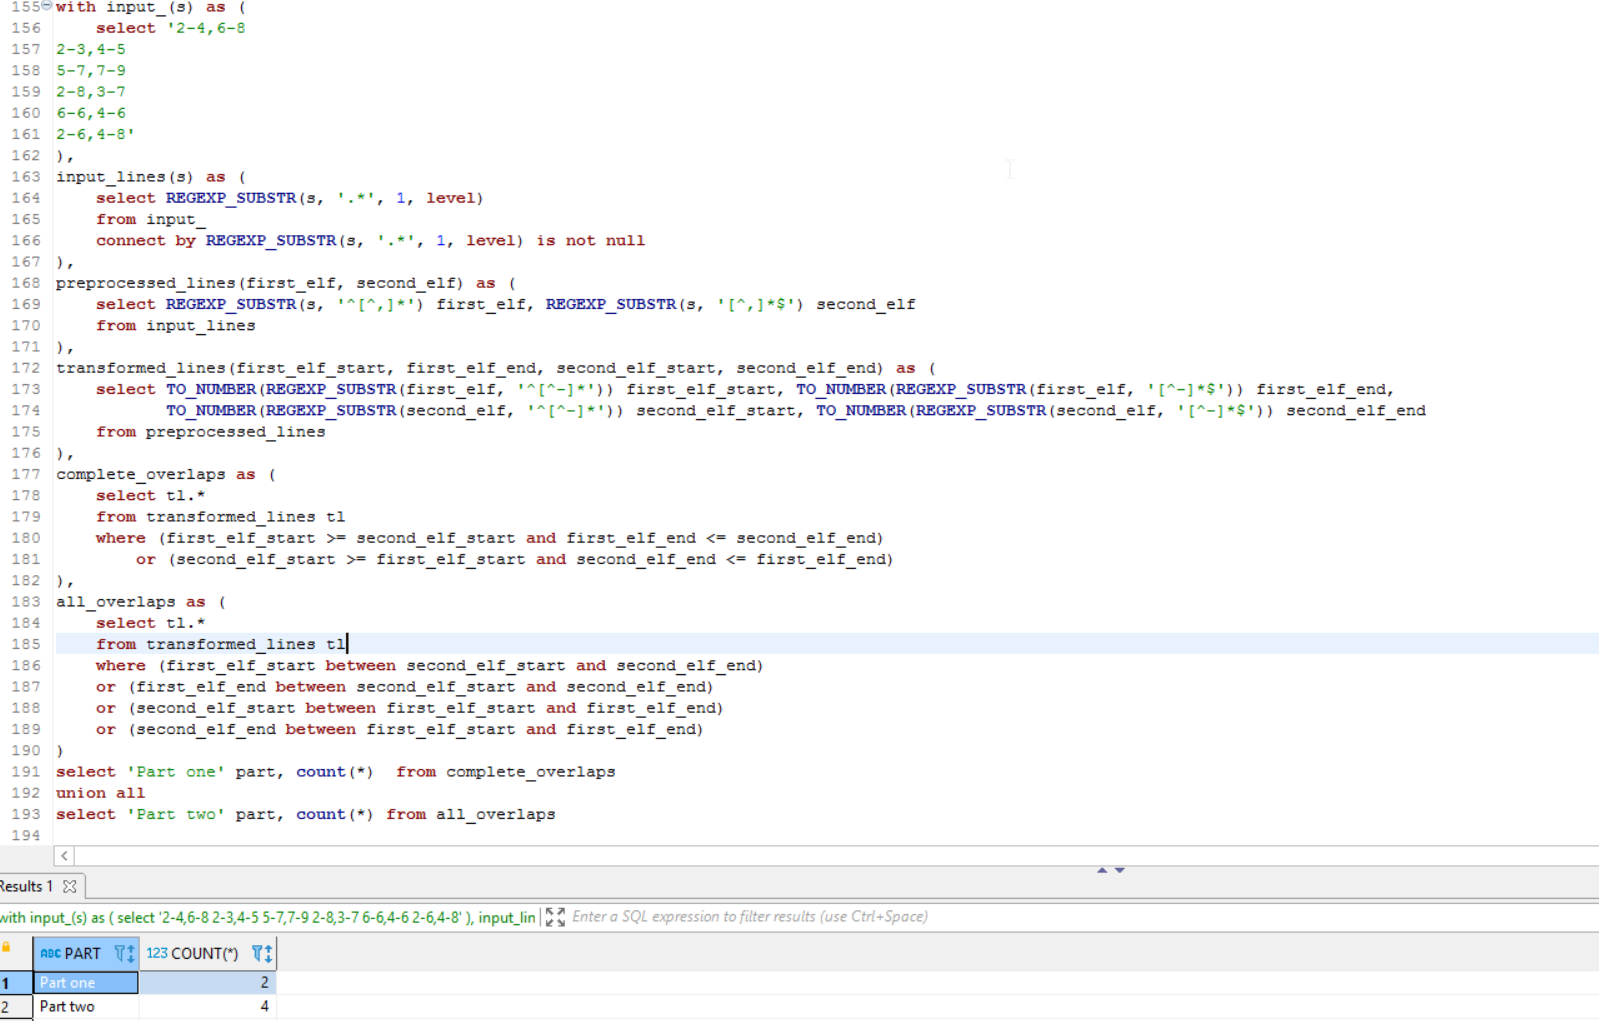 155 with input_(s) as (
156     select '2-4,6-8
157 2-3,4-5
158 5-7,7-9
159 2-8,3-7
160 6-6,4-6
161 2-6,4-8'
162 ),
163 input_lines(s) as (
164     select REGEXP_SUBSTR(s, '.*', 1, level)
165     from input_
166     connect by REGEXP_SUBSTR(s, '.*', 1, level) is not null
167 ),
168 preprocessed_lines(first_elf, second_elf) as (
169     select REGEXP_SUBSTR(s, '^[^,]*') first_elf, REGEXP_SUBSTR(s, '[^,]*$') second_elf
170     from input_lines
171 ),
172 transformed_lines(first_elf_start, first_elf_end, second_elf_start, second_elf_end) as (
173     select TO_NUMBER(REGEXP_SUBSTR(first_elf, '^[^-]*')) first_elf_start, TO_NUMBER(REGEXP_SUBSTR(first_elf, '[^-]*$')) first_elf_end,
174            TO_NUMBER(REGEXP_SUBSTR(second_elf, '^[^-]*')) second_elf_start, TO_NUMBER(REGEXP_SUBSTR(second_elf, '[^-]*$')) second_elf_end
175     from preprocessed_lines
176 ),
177 complete_overlaps as (
178     select tl.*
179     from transformed_lines tl
180     where (first_elf_start >= second_elf_start and first_elf_end <= second_elf_end)
181         or (second_elf_start >= first_elf_start and second_elf_end <= first_elf_end)
182 ),
183 all_overlaps as (
184     select tl.*
185     from transformed_lines tl
186     where (first_elf_start between second_elf_start and second_elf_end)
187     or (first_elf_end between second_elf_start and second_elf_end)
188     or (second_elf_start between first_elf_start and first_elf_end)
189     or (second_elf_end between first_elf_start and first_elf_end)
190 )
191 select 'Part one' part, count(*)  from complete_overlaps
192 union all
193 select 'Part two' part, count(*) from all_overlaps
194
Results 1
with input_(s) as ( select '2-4,6-8 2-3,4-5 5-7,7-9 2-8,3-7 6-6,4-6 2-6,4-8' ), input_lin Enter a SQL expression to filter results (use Ctrl+Space)
ABC PART 123 COUNT(*)
1 Part one 2
2 Part two 4